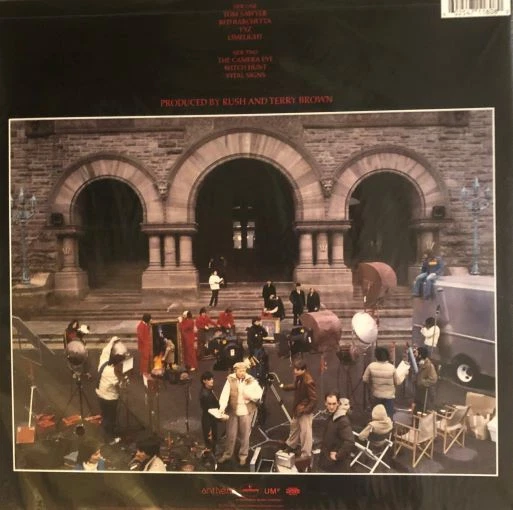 SIDE ONE
TOM SAWYER
RED BARCHETTA
YYZ
LIMELIGHT
SIDE TWO
THE CAMERA EYE
WITCH HUNT
VITAL SIGNS
PRODUCED BY RUSH AND TERRY BROWN
anthem
UMe